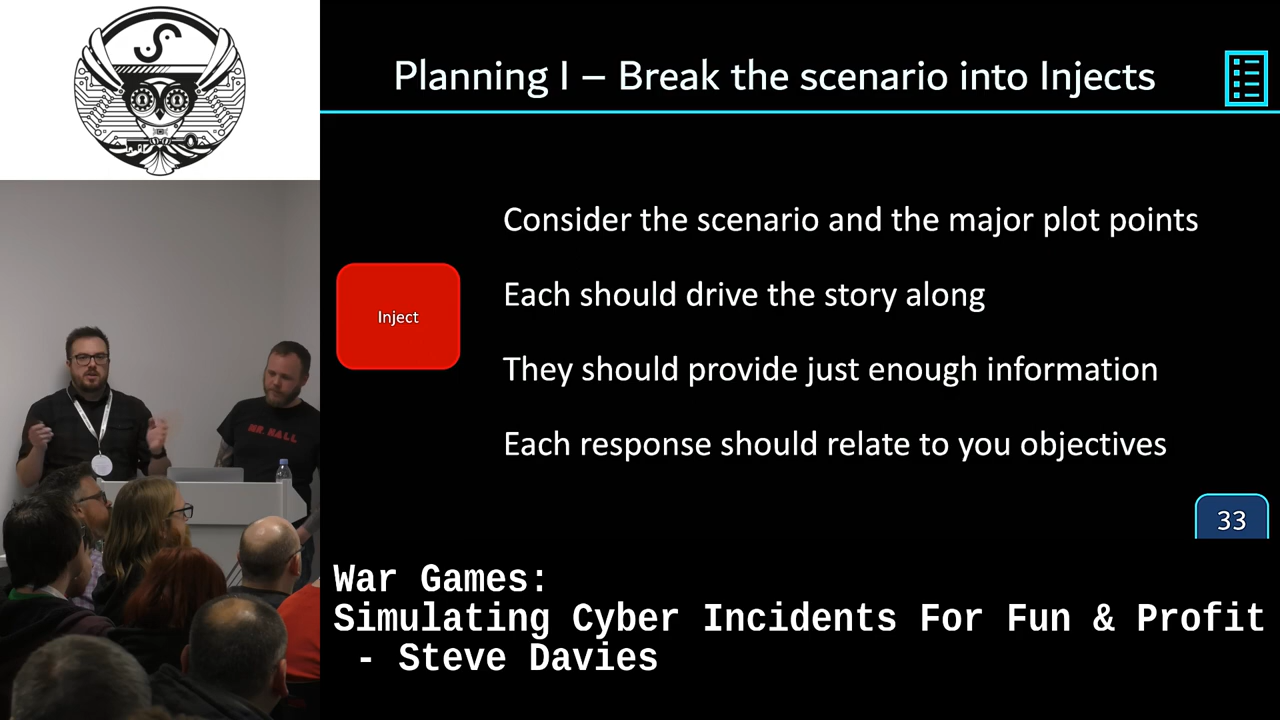 Planning I – Break the scenario into Injects
Consider the scenario and the major plot points
Each should drive the story along
Inject
They should provide just enough information
Each response should relate to you objectives
33
MR. HALL
War Games:
Simulating Cyber Incidents For Fun & Profit
- Steve Davies